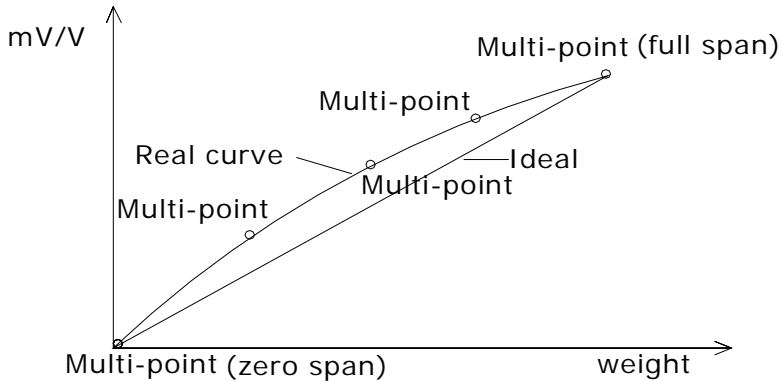 mV/V
Multi-point (full span)
Multi-point
Real curve
Ideal
Multi-point
Multi-point
Multi-point (zero span)
weight